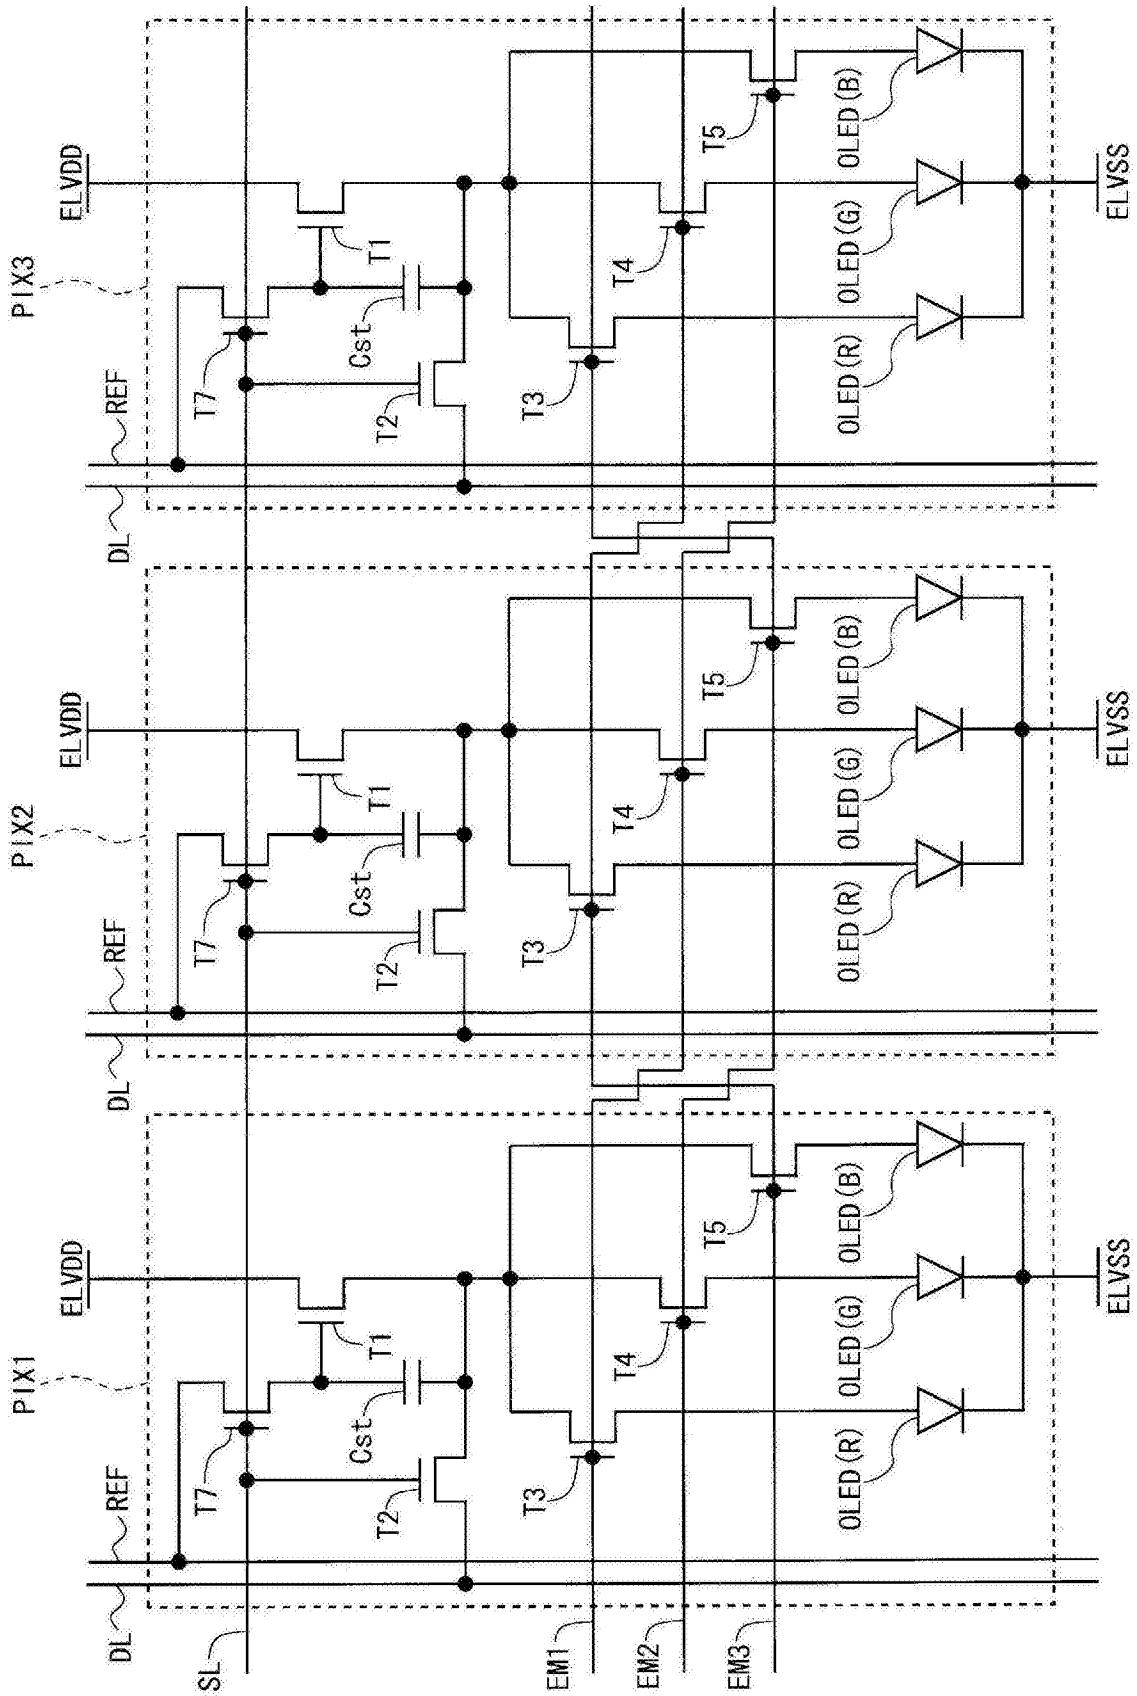 PIX1
PIX2
PIX3
DL
REF
ELVDD
DL
REF
ELVDD
DL
REF
ELVDD
SL
T7
T1
T7
T1
T7
T1
T2
Cst
T2
Cst
T2
Cst
EM1
T3
T3
T3
EM2
T4
T4
T4
EM3
T5
T5
T5
OLED(R)
OLED(G)
OLED(B)
OLED(R)
OLED(G)
OLED(B)
OLED(R)
OLED(G)
OLED(B)
ELVSS
ELVSS
ELVSS